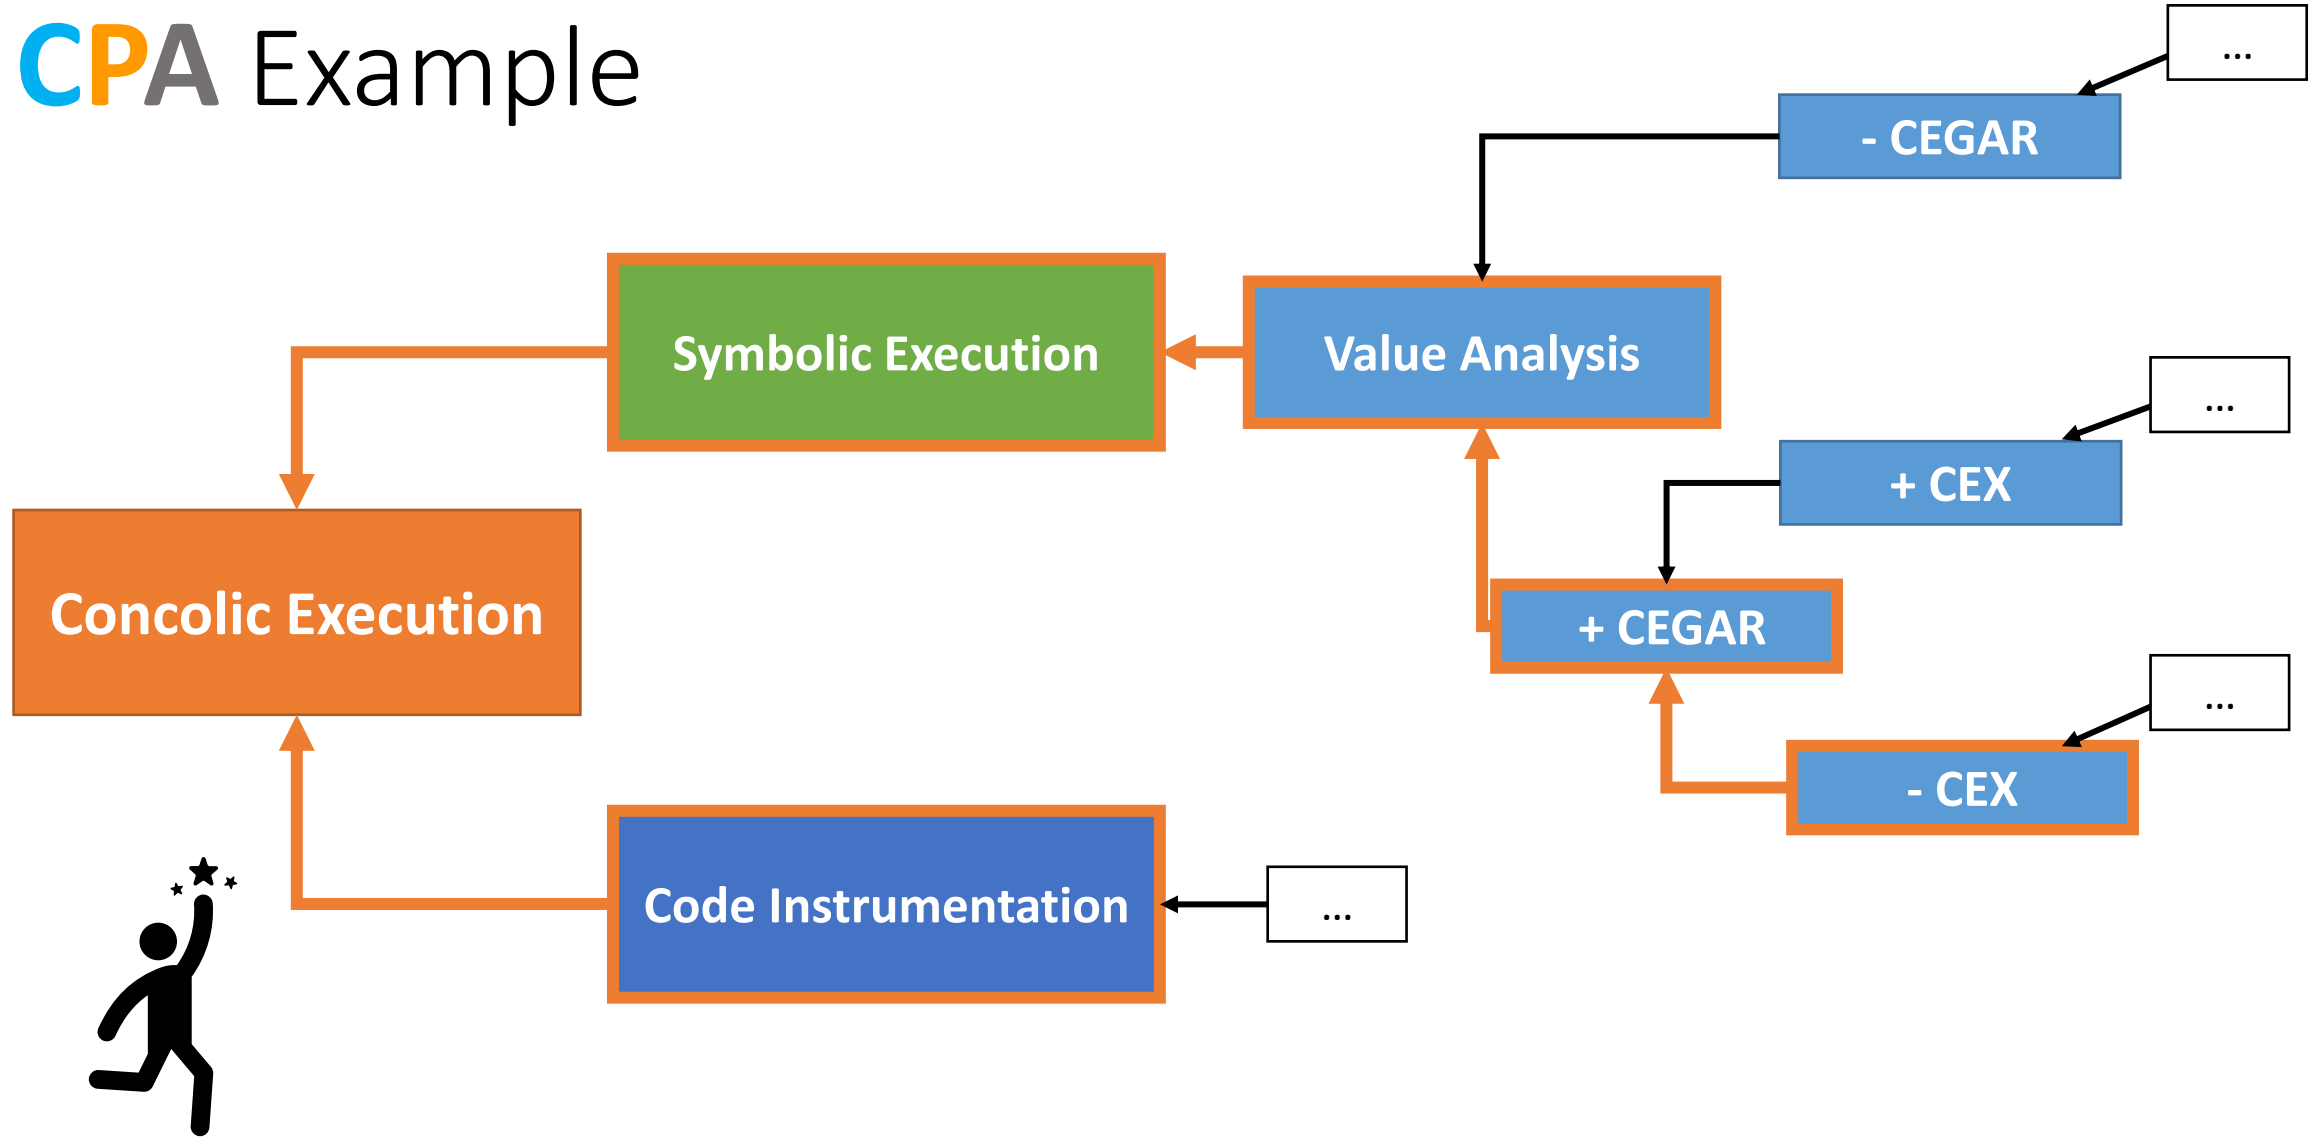 CPA Example
...
- CEGAR
Symbolic Execution
Value Analysis
...
+ CEX
Concolic Execution
+ CEGAR
...
- CEX
Code Instrumentation
...